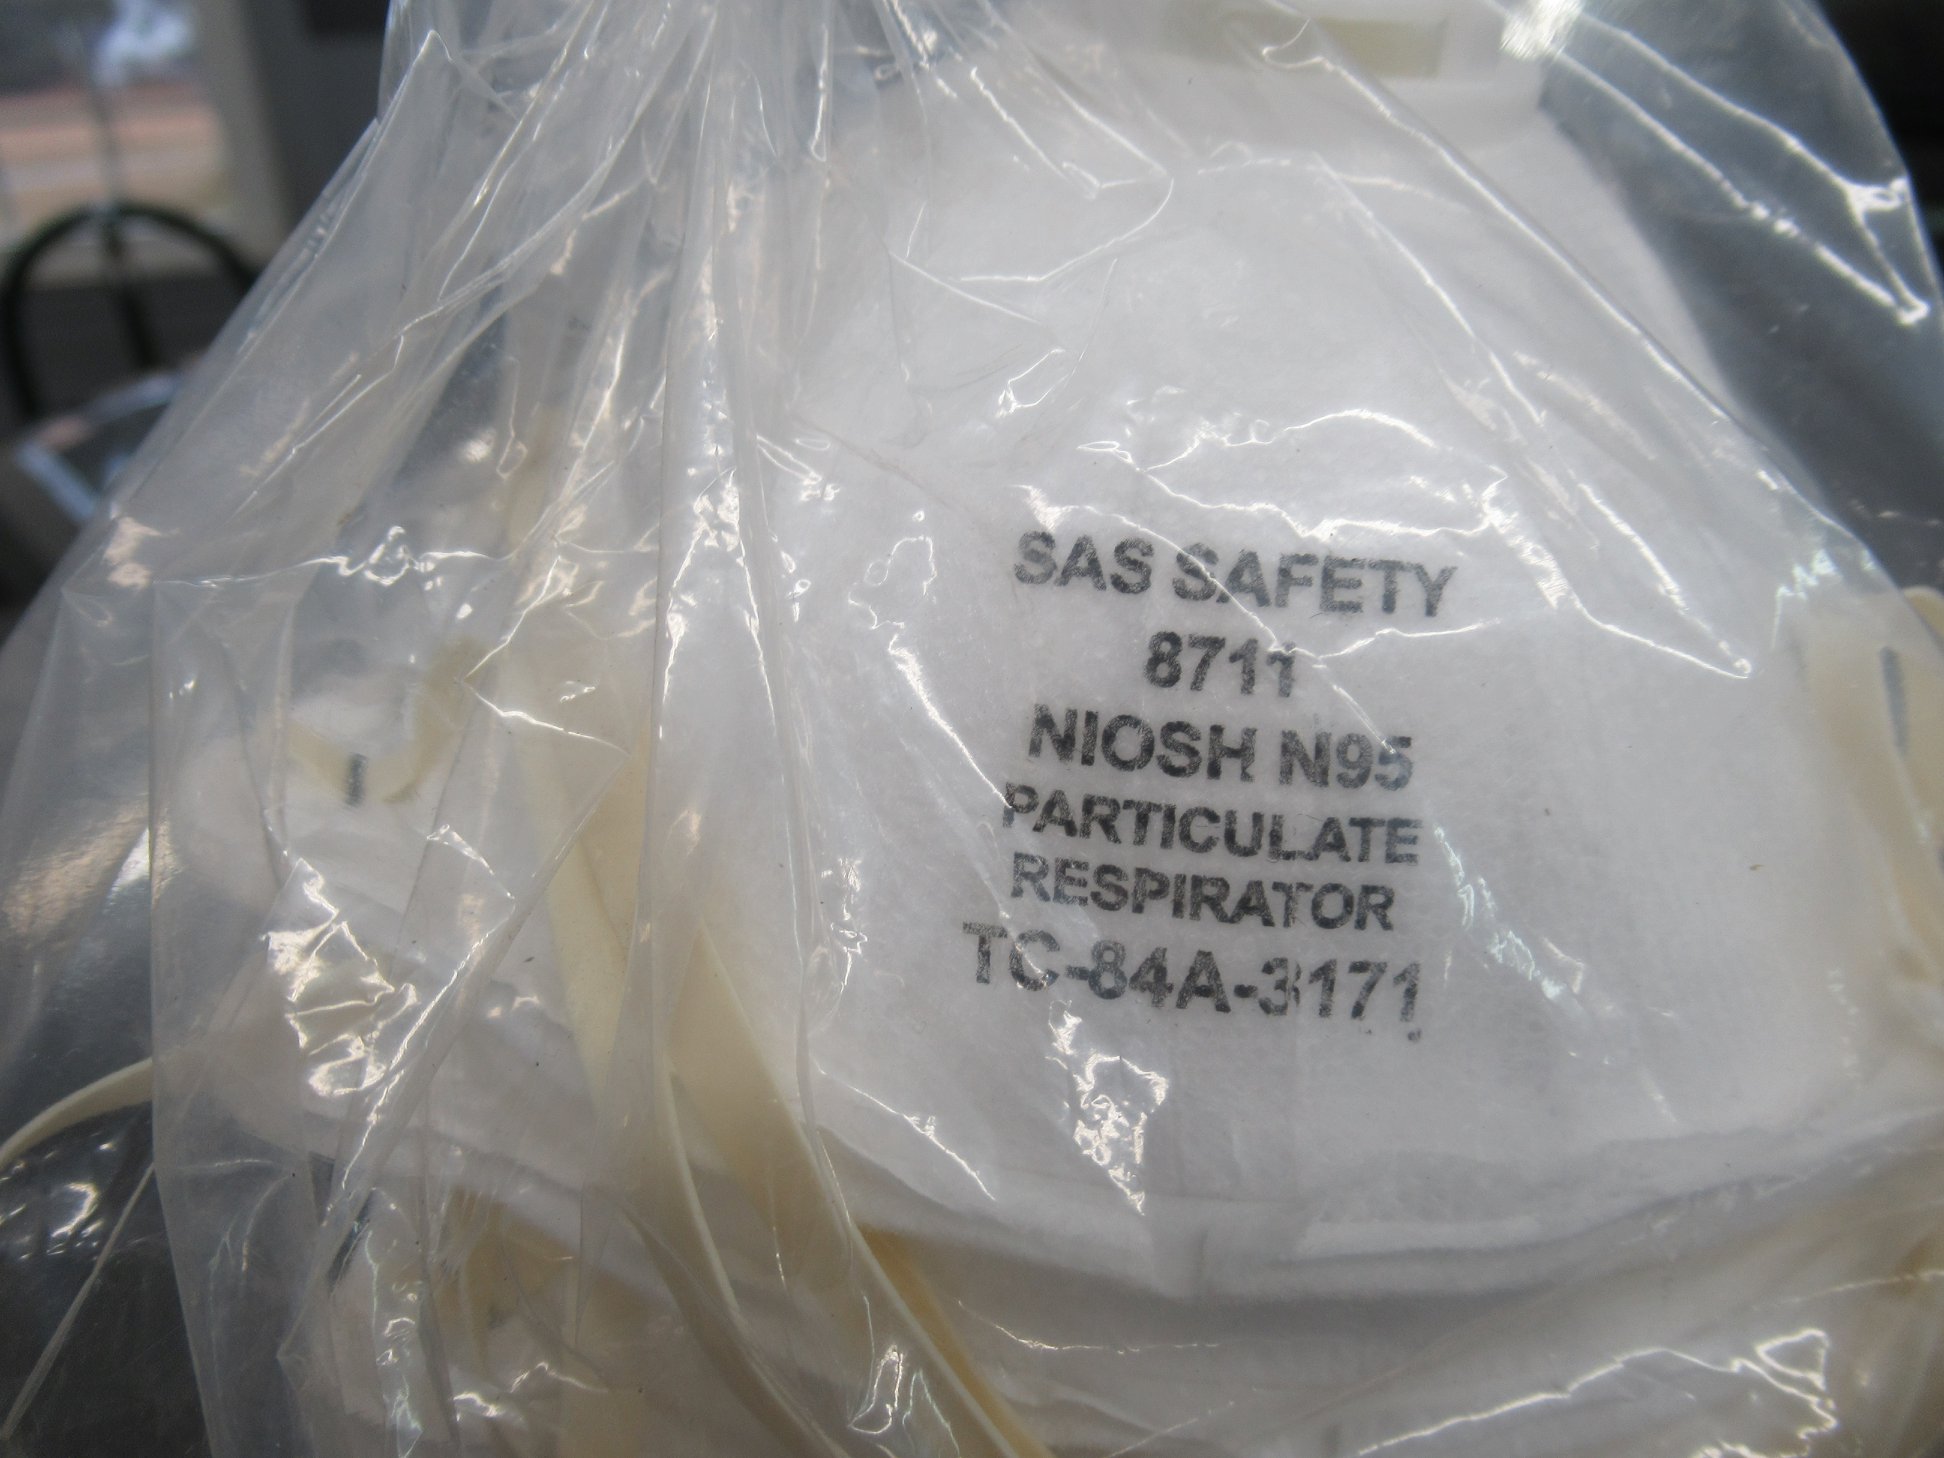 SAS SAFETY
8711
NIOSH N95
PARTICULATE
RESPIRATOR
TC-84A-3171